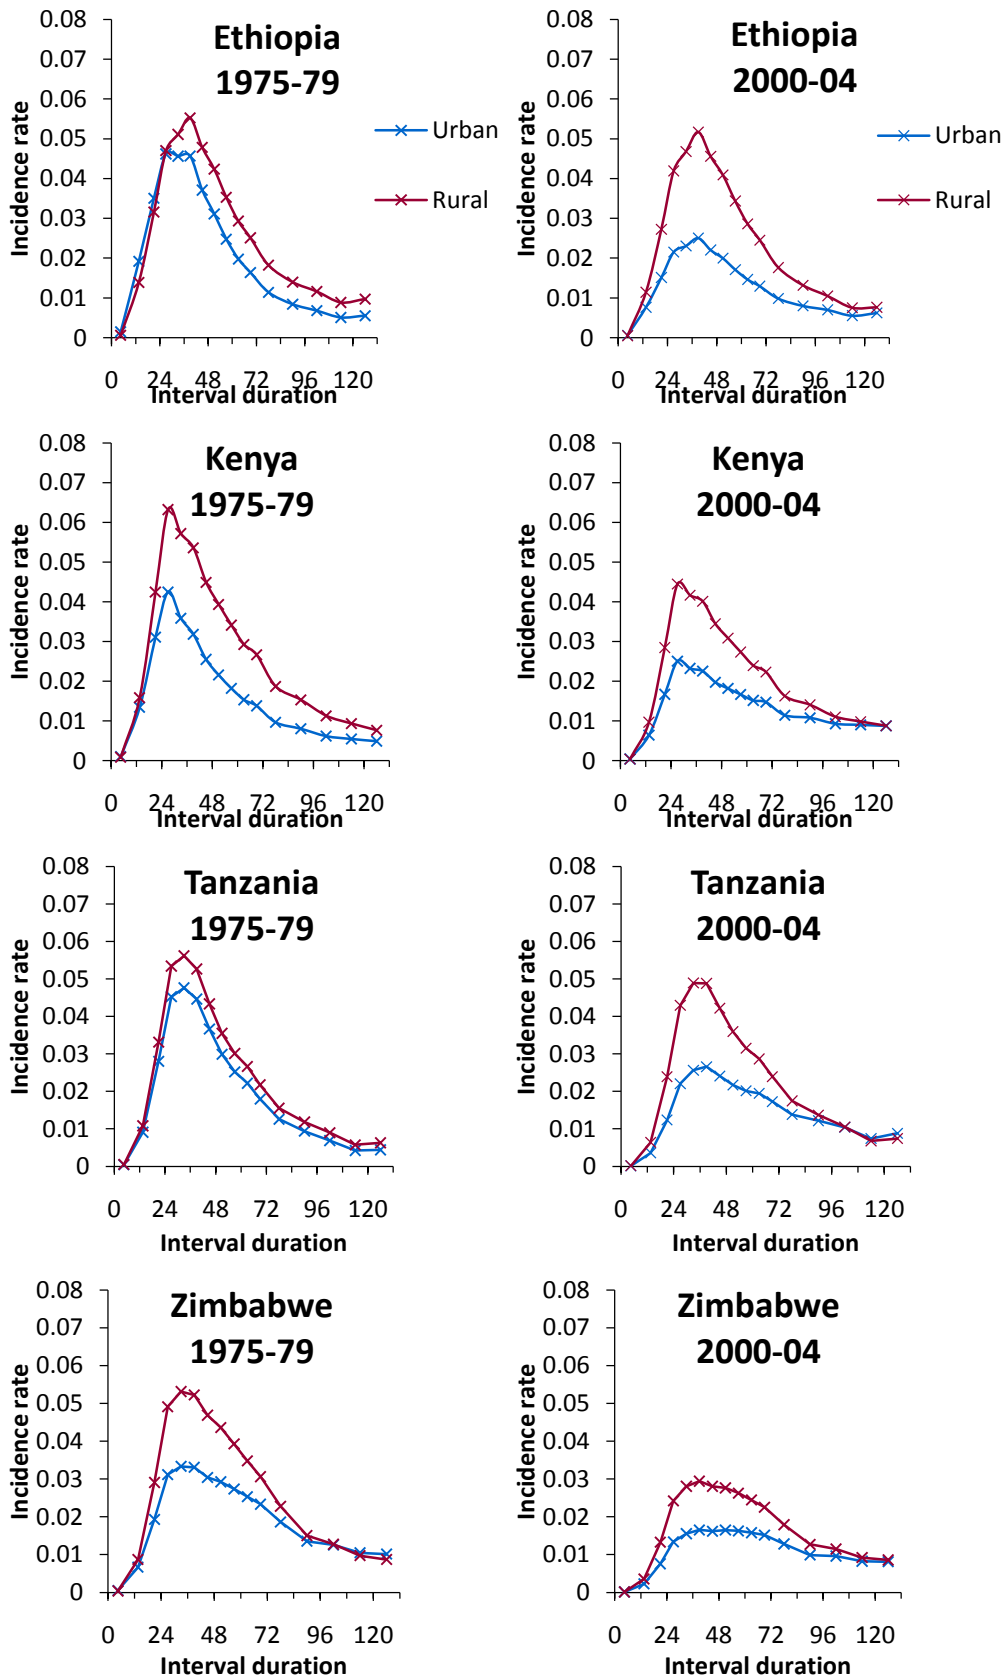 Ethiopia
1975-79
Incidence rate
0.08
0.07
0.06
0.05
0.04
0.03
0.02
0.01
0
Urban
Rural
0 24 48 72 96 120
Interval duration
Ethiopia
2000-04
Incidence rate
0.08
0.07
0.06
0.05
0.04
0.03
0.02
0.01
0
Urban
Rural
0 24 48 72 96 120
Interval duration
Kenya
1975-79
Incidence rate
0.08
0.07
0.06
0.05
0.04
0.03
0.02
0.01
0
0 24 48 72 96 120
Interval duration
Kenya
2000-04
Incidence rate
0.08
0.07
0.06
0.05
0.04
0.03
0.02
0.01
0
0 24 48 72 96 120
Interval duration
Tanzania
1975-79
Incidence rate
0.08
0.07
0.06
0.05
0.04
0.03
0.02
0.01
0
0 24 48 72 96 120
Interval duration
Tanzania
2000-04
Incidence rate
0.08
0.07
0.06
0.05
0.04
0.03
0.02
0.01
0
0 24 48 72 96 120
Interval duration
Zimbabwe
1975-79
Incidence rate
0.08
0.07
0.06
0.05
0.04
0.03
0.02
0.01
0
0 24 48 72 96 120
Interval duration
Zimbabwe
2000-04
Incidence rate
0.08
0.07
0.06
0.05
0.04
0.03
0.02
0.01
0
0 24 48 72 96 120
Interval duration